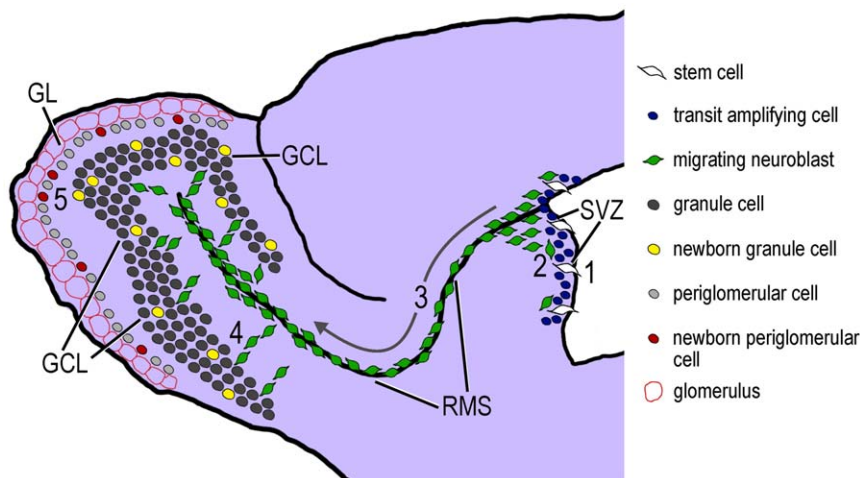 GL
GCL
5
GCL
4
3
RMS
2
SVZ
1
stem cell
transit amplifying cell
migrating neuroblast
granule cell
newborn granule cell
periglomerular cell
newborn periglomerular
cell
glomerulus